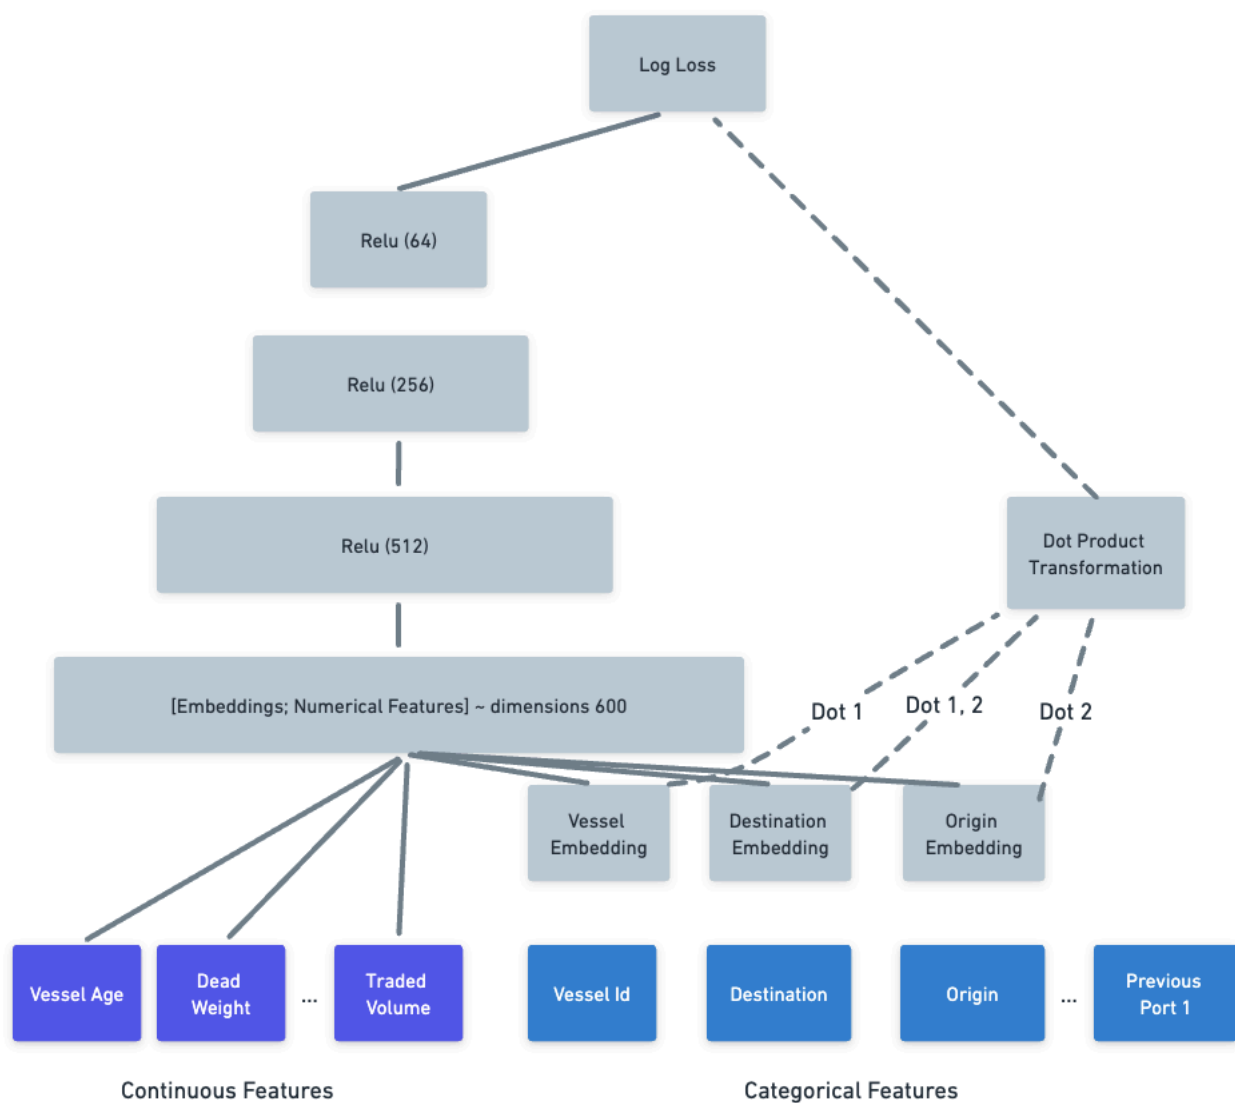 Log Loss
Relu (64)
Relu (256)
Relu (512)
Dot Product
Transformation
[Embeddings; Numerical Features] ~ dimensions 600
Dot 1
Dot 1, 2
Dot 2
Vessel
Embedding
Destination
Embedding
Origin
Embedding
Vessel Age
Dead
Weight
...
Traded
Volume
Vessel Id
Destination
Origin
...
Previous
Port 1
Continuous Features
Categorical Features